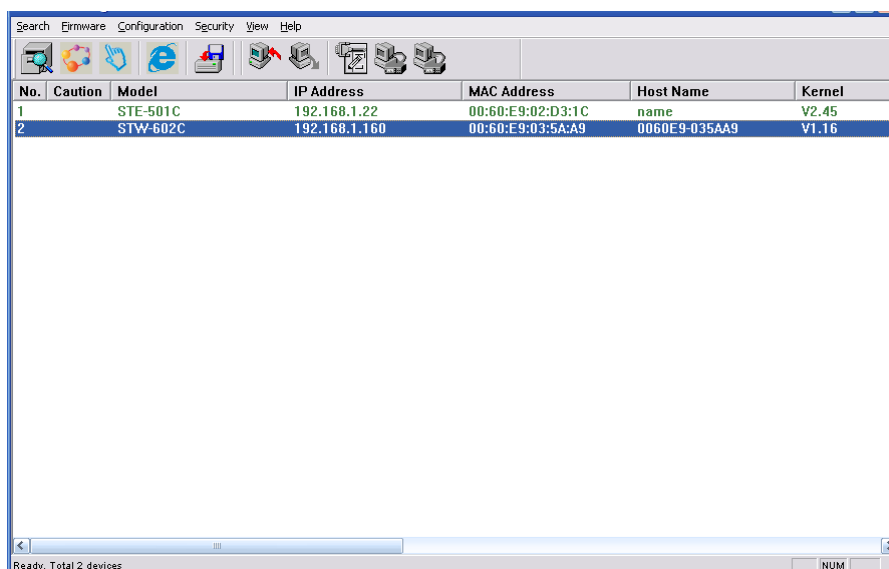 Search Firmware Configuration Security View Help
No. Caution Model IP Address MAC Address Host Name Kernel
1 STE-501C 192.168.1.22 00:60:E9:02:D3:1C name V2.45
2 STW-602C 192.168.1.160 00:60:E9:03:5A:A9 0060E9-035AA9 V1.16
Ready. Total 2 devices NUM